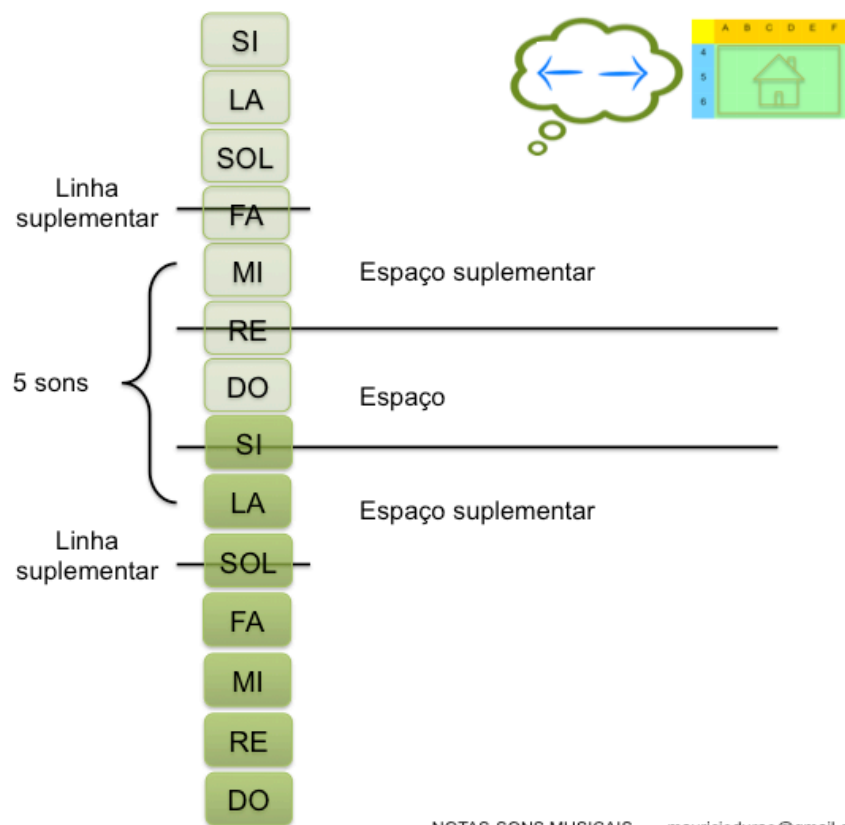 SI
A B C D E F
4
LA
5
6
SOL
Linha
suplementar
FA
MI
Espaço suplementar
RE
5 sons
DO
Espaço
SI
LA
Espaço suplementar
Linha
suplementar
SOL
FA
MI
RE
DO